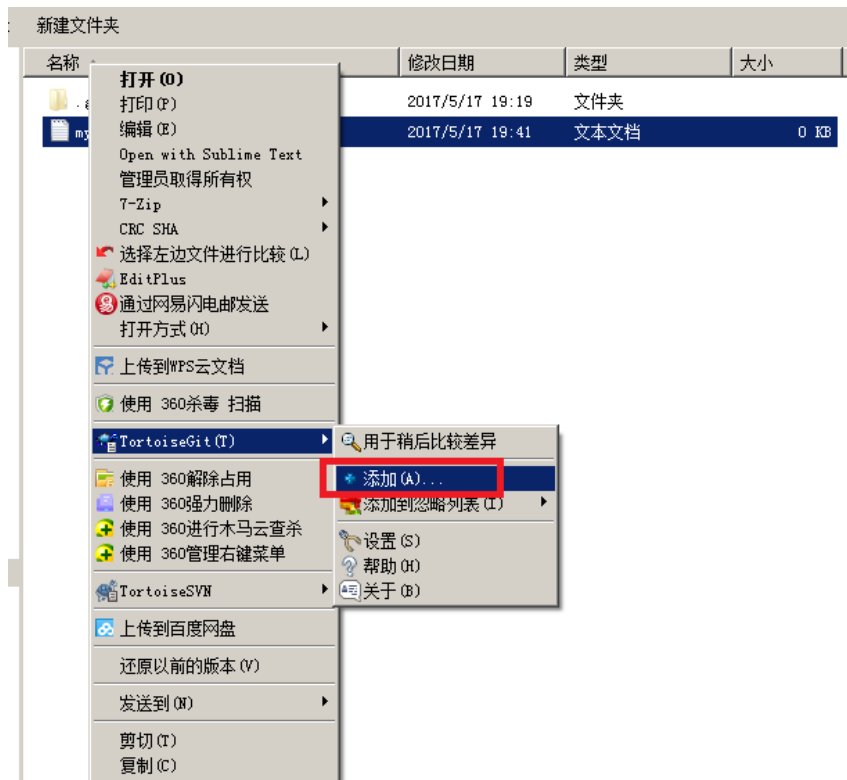 新建文件夹
名称 修改日期 类型 大小
2017/5/17 19:19 文件夹
my 2017/5/17 19:41 文本文档 0 KB
打开(O)
打印(P)
编辑(E)
Open with Sublime Text
管理员取得所有权
7-Zip
CRC SHA
选择左边文件进行比较(L)
EditPlus
通过网易闪电邮发送
打开方式(H)
上传到WPS云文档
使用 360杀毒 扫描
TortoiseGit(T)
使用 360解除占用
使用 360强力删除
使用 360进行木马云查杀
使用 360管理右键菜单
TortoiseSVN
上传到百度网盘
还原以前的版本(V)
发送到(N)
剪切(T)
复制(C)
用于稍后比较差异
添加(A)...
添加到忽略列表(I)
设置(S)
帮助(H)
关于(B)